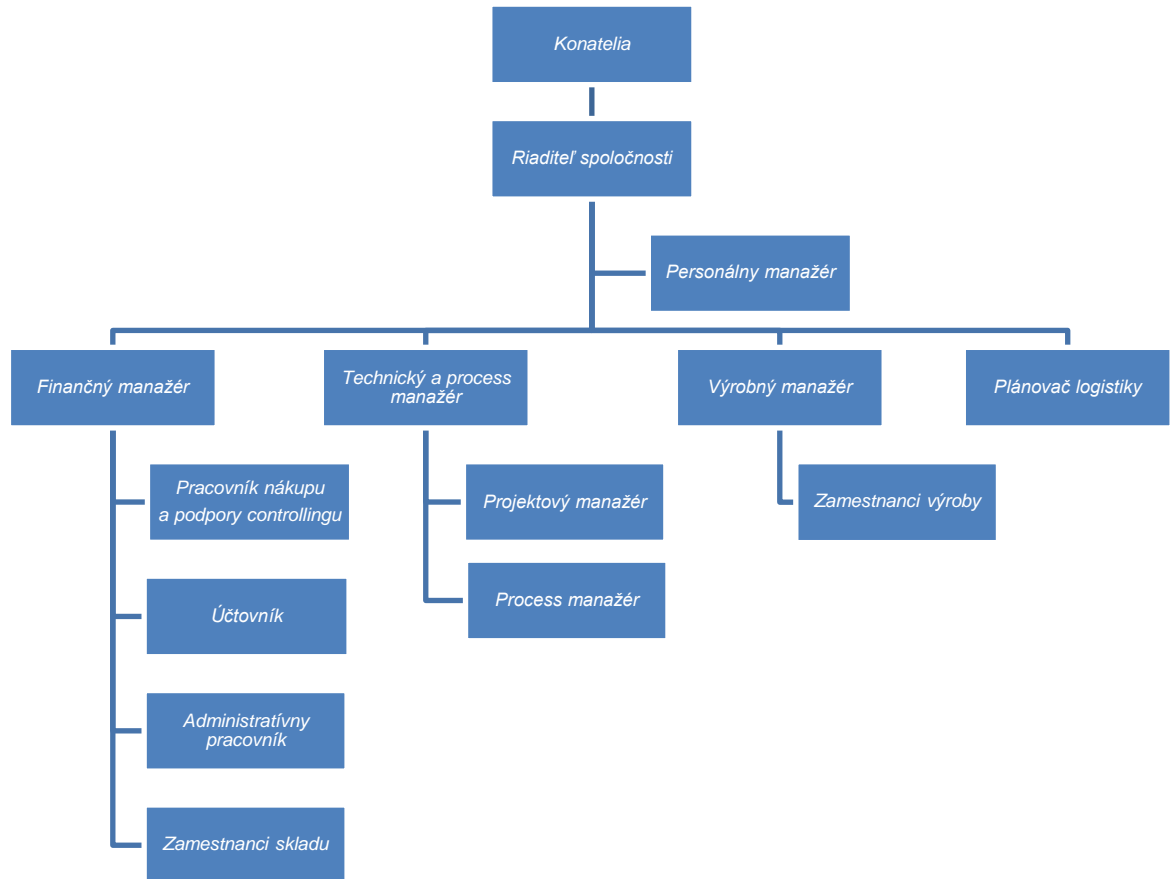 Konatelia
Riaditeľ spoločnosti
Personálny manažér
Finančný manažér
Technický a process
manažér
Výrobný manažér
Plánovač logistiky
Pracovník nákupu
a podpory controllingu
Projektový manažér
Zamestnanci výroby
Účtovník
Process manažér
Administratívny
pracovník
Zamestnanci skladu